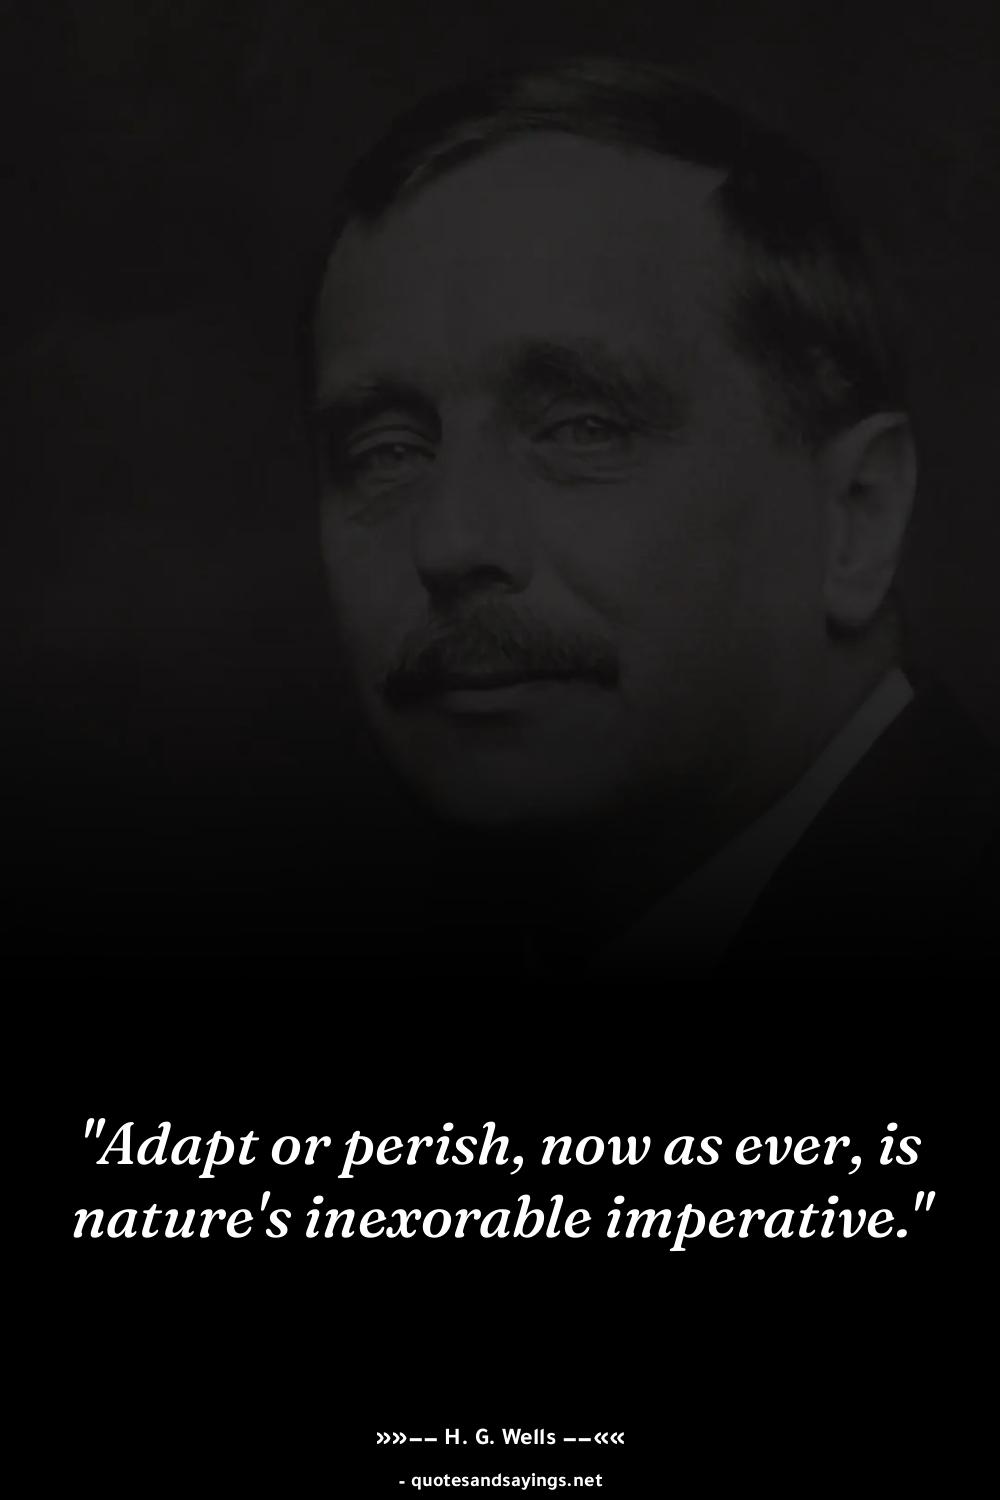 "Adapt or perish, now as ever, is
nature's inexorable imperative."
»»−− H. G. Wells −−««
- quotesandsayings.net